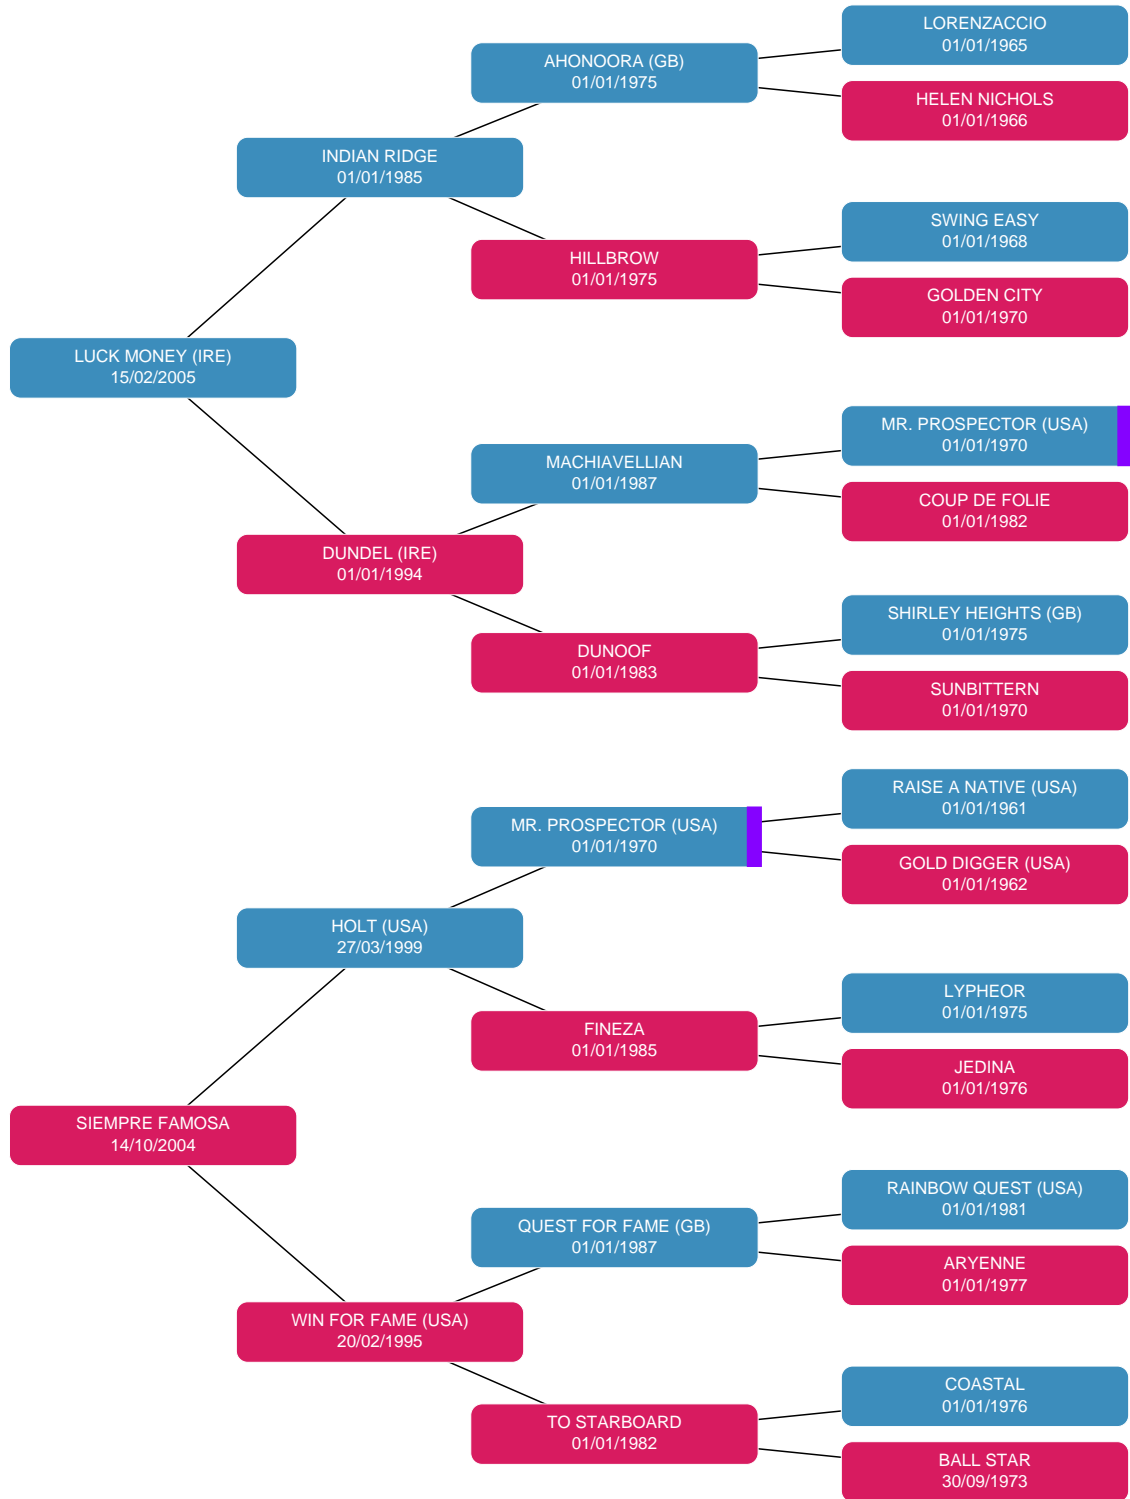 LORENZACCIO
01/01/1965
AHONOORA (GB)
01/01/1975
HELEN NICHOLS
01/01/1966
INDIAN RIDGE
01/01/1985
SWING EASY
01/01/1968
HILLBROW
01/01/1975
GOLDEN CITY
01/01/1970
LUCK MONEY (IRE)
15/02/2005
MR. PROSPECTOR (USA)
01/01/1970
MACHIAVELLIAN
01/01/1987
COUP DE FOLIE
01/01/1982
DUNDEL (IRE)
01/01/1994
SHIRLEY HEIGHTS (GB)
01/01/1975
DUNOOF
01/01/1983
SUNBITTERN
01/01/1970
RAISE A NATIVE (USA)
01/01/1961
MR. PROSPECTOR (USA)
01/01/1970
GOLD DIGGER (USA)
01/01/1962
HOLT (USA)
27/03/1999
LYPHEOR
01/01/1975
FINEZA
01/01/1985
JEDINA
01/01/1976
SIEMPRE FAMOSA
14/10/2004
RAINBOW QUEST (USA)
01/01/1981
QUEST FOR FAME (GB)
01/01/1987
ARYENNE
01/01/1977
WIN FOR FAME (USA)
20/02/1995
COASTAL
01/01/1976
TO STARBOARD
01/01/1982
BALL STAR
30/09/1973